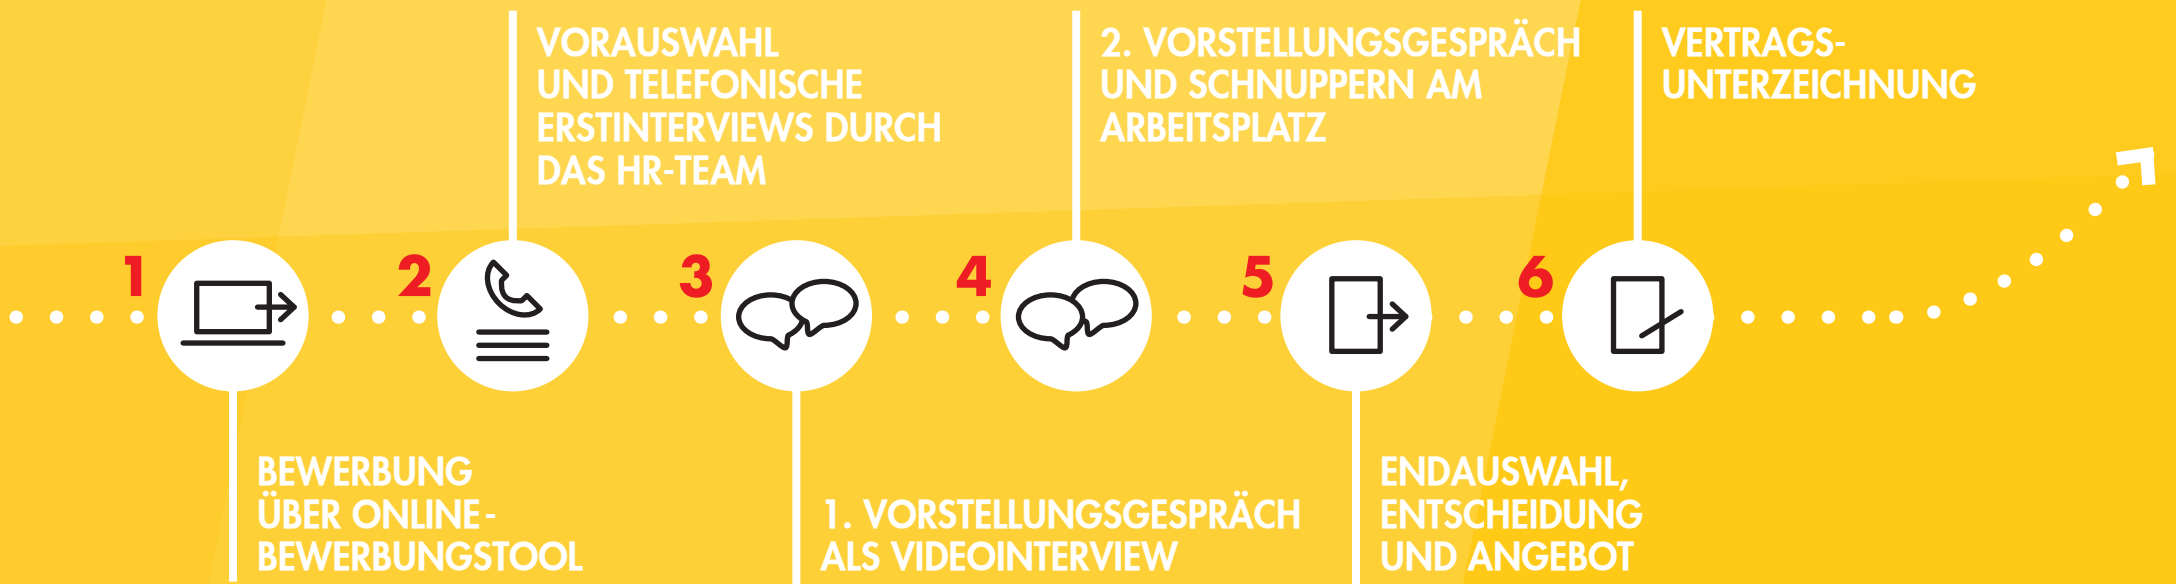 1
BEWERBUNG
ÜBER ONLINE-
BEWERBUNGSTOOL
2
VORAUSWAHL
UND TELEFONISCHE
ERSTINTERVIEWS DURCH
DAS HR-TEAM
3
1. VORSTELLUNGSGESPRÄCH
ALS VIDEOINTERVIEW
4
2. VORSTELLUNGSGESPRÄCH
UND SCHNUPPERN AM
ARBEITSPLATZ
5
ENDAUSWAHL,
ENTSCHEIDUNG
UND ANGEBOT
6
VERTRAGS-
UNTERZEICHNUNG